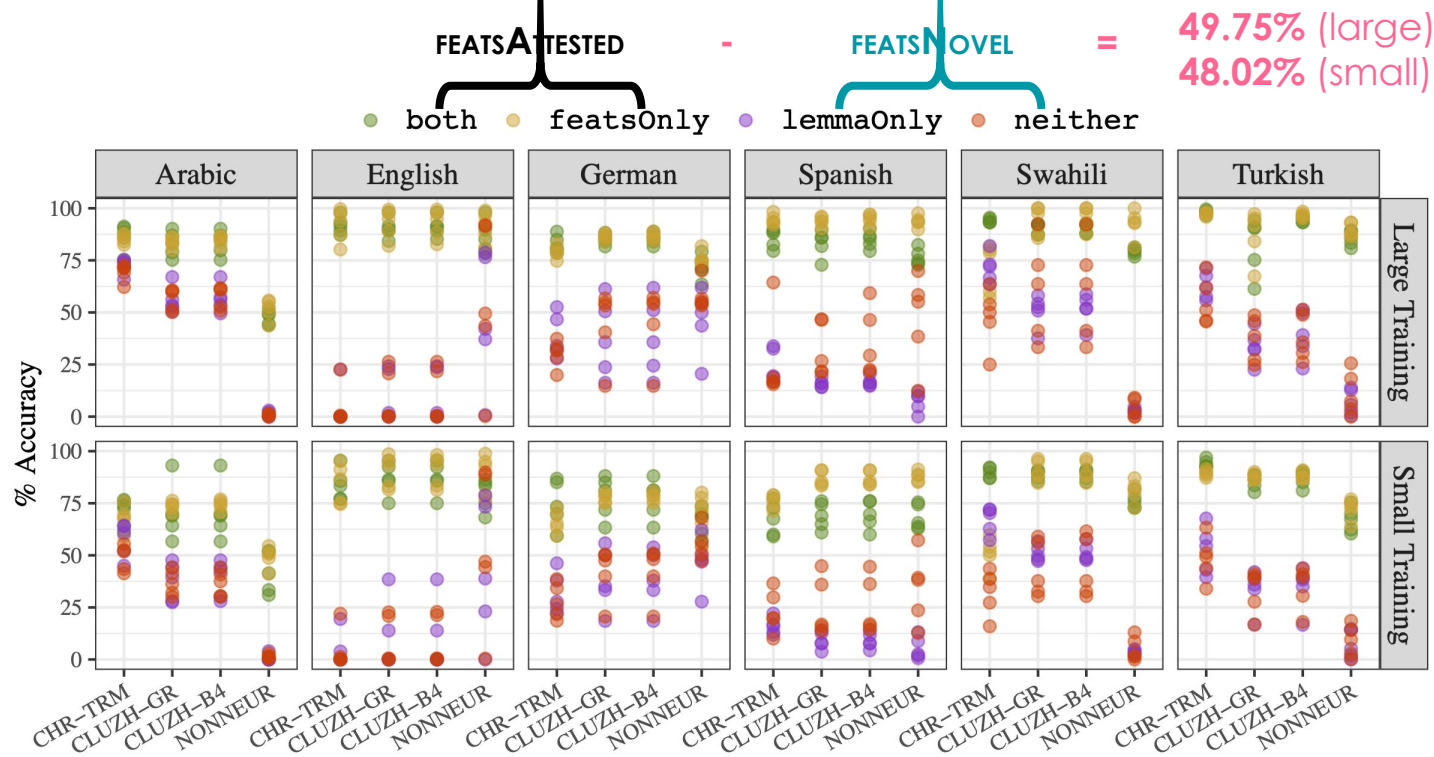 FEATSATTESTED - FEATSNOVEL = 49.75% (large)
48.02% (small)
both featsOnly lemmaOnly neither
Arabic English German Spanish Swahili Turkish
% Accuracy
100
75
50
25
0
Large Training
100
75
50
25
0
Small Training
CHR-TRM CLUZH-GR CLUZH-B4 NONNEUR CHR-TRM CLUZH-GR CLUZH-B4 NONNEUR CHR-TRM CLUZH-GR CLUZH-B4 NONNEUR CHR-TRM CLUZH-GR CLUZH-B4 NONNEUR CHR-TRM CLUZH-GR CLUZH-B4 NONNEUR CHR-TRM CLUZH-GR CLUZH-B4 NONNEUR